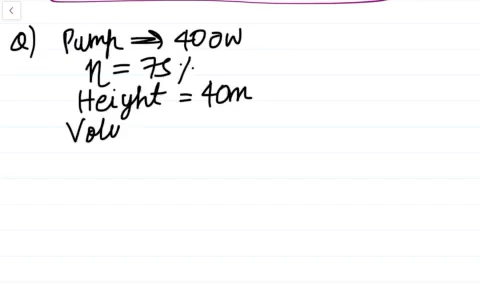 Q) Pump ⇒ 400W
η = 75%
Height = 40m
Volu